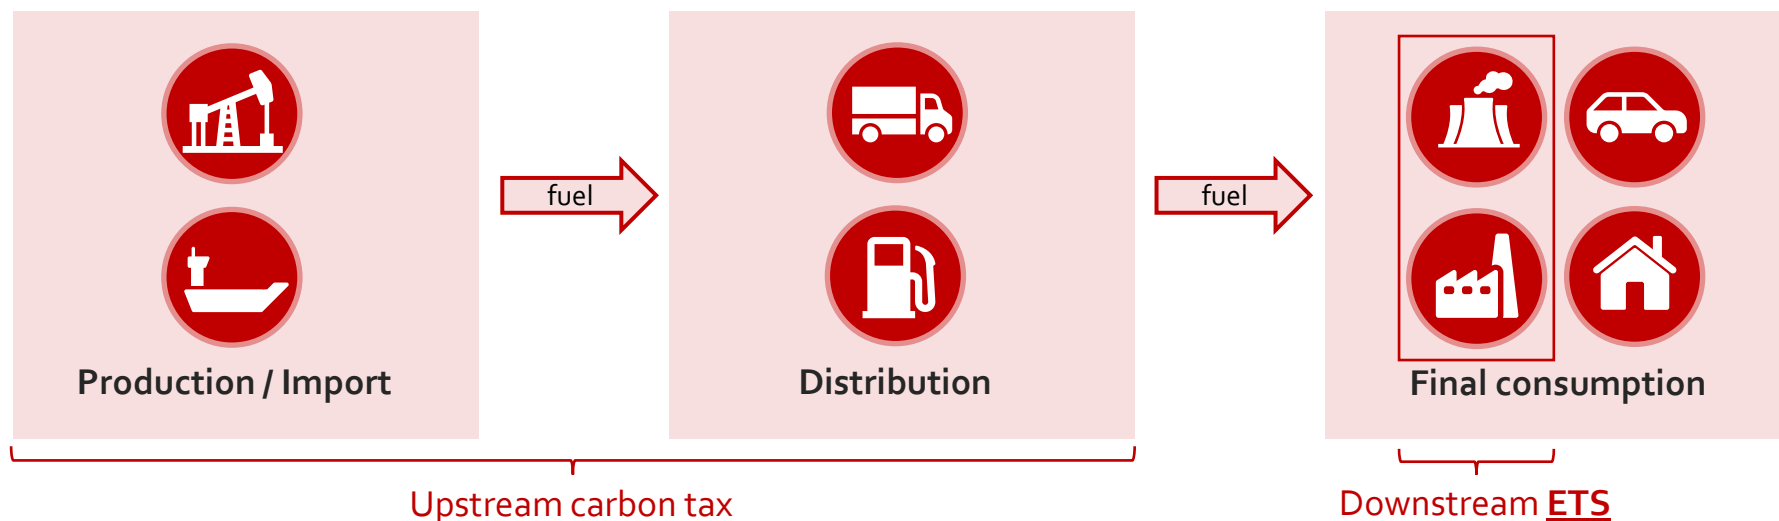 fuel
fuel
Production / Import
Distribution
Final consumption
Upstream carbon tax
Downstream ETS